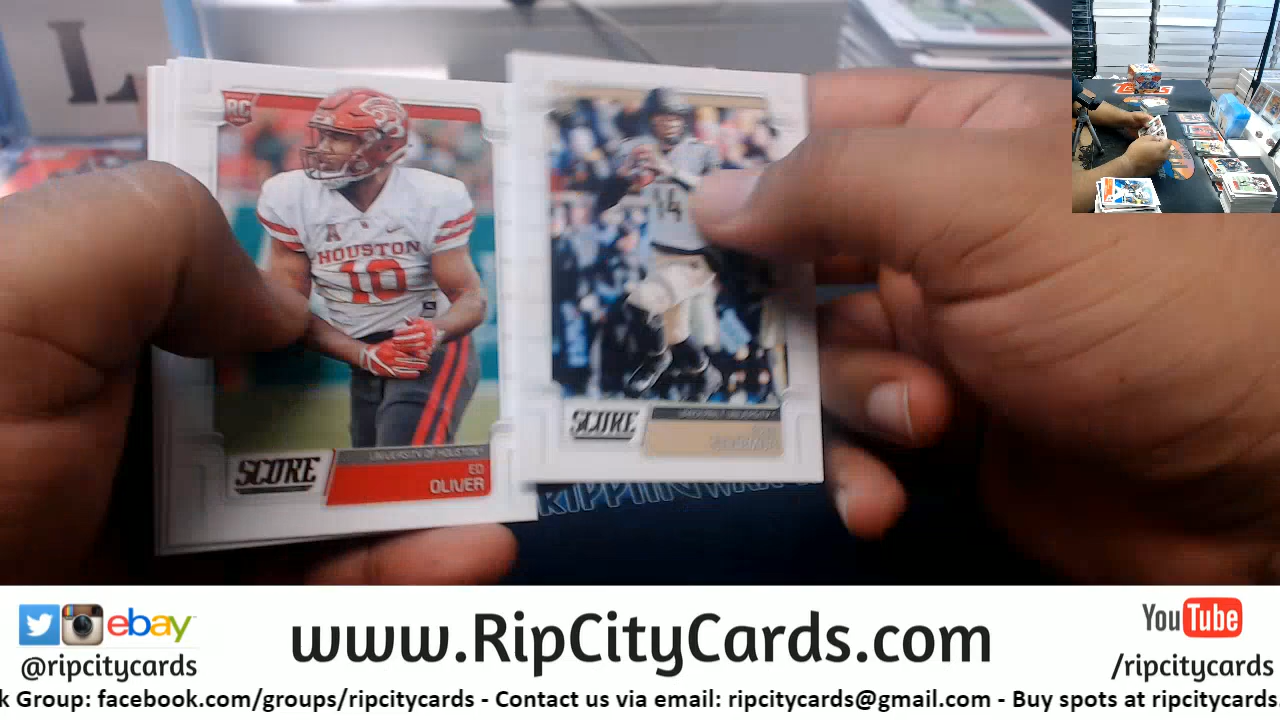 RC
A
HOUSTON
10
SCORE
UNIVERSITY OF HOUSTON
ED
OLIVER
14
SCORE
ebay
@ripcitycards
www.RipCityCards.com
YouTube
/ripcitycards
k Group: facebook.com/groups/ripcitycards - Contact us via email: ripcitycards@gmail.com - Buy spots at ripcitycards.